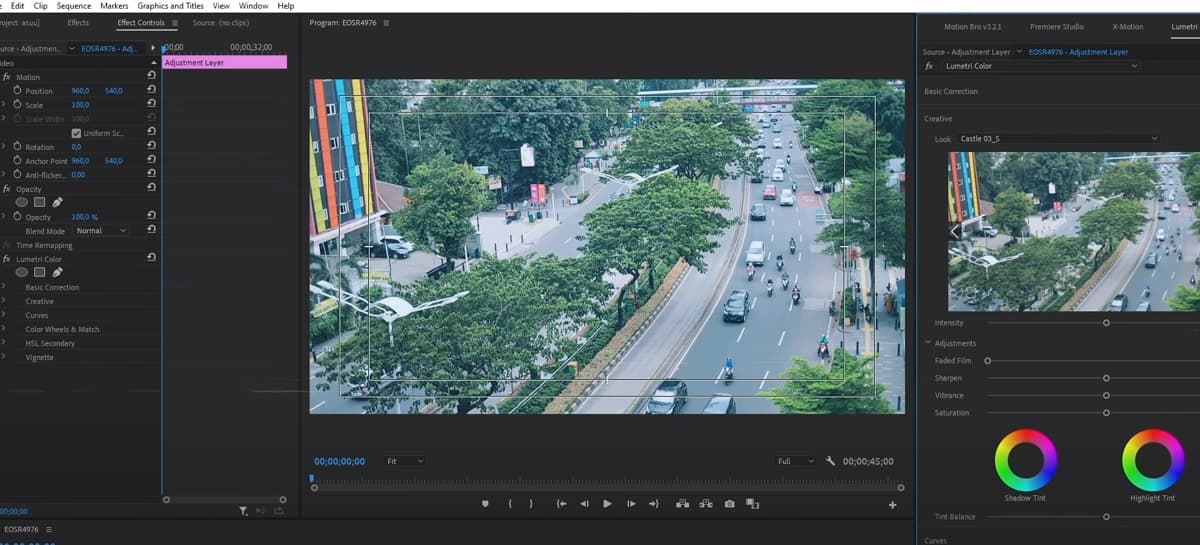 Edit Clip Sequence Markers Graphics and Titles View Window Help
roject: asuu] Effects Effect Controls Source: (no clips)
Program: EOSR4976
Motion Bro v3.2.1 Premiere Studio X-Motion Lumetri
urce - Adjustmen... EOSR4976 - Adj...
00;00 00;00;32;00
Adjustment Layer
ideo
fx Motion
Position 960,0 540,0
Scale 100,0
Scale Width 100,0
Uniform Sc...
Rotation 0,0
Anchor Point 960,0 540,0
Anti-flicker... 0,00
fx Opacity
Opacity 100,0 %
Blend Mode Normal
Time Remapping
fx Lumetri Color
Basic Correction
Creative
Curves
Color Wheels & Match
HSL Secondary
Vignette
00;00;00
EOSR4976
00;00;00;00 Fit Full 00;00;45;00
Source - Adjustment Layer EOSR4976 - Adjustment Layer
fx Lumetri Color
Basic Correction
Creative
Look Castle 03_S
Intensity
Adjustments
Faded Film
Sharpen
Vibrance
Saturation
Shadow Tint Highlight Tint
Tint Balance
Curves